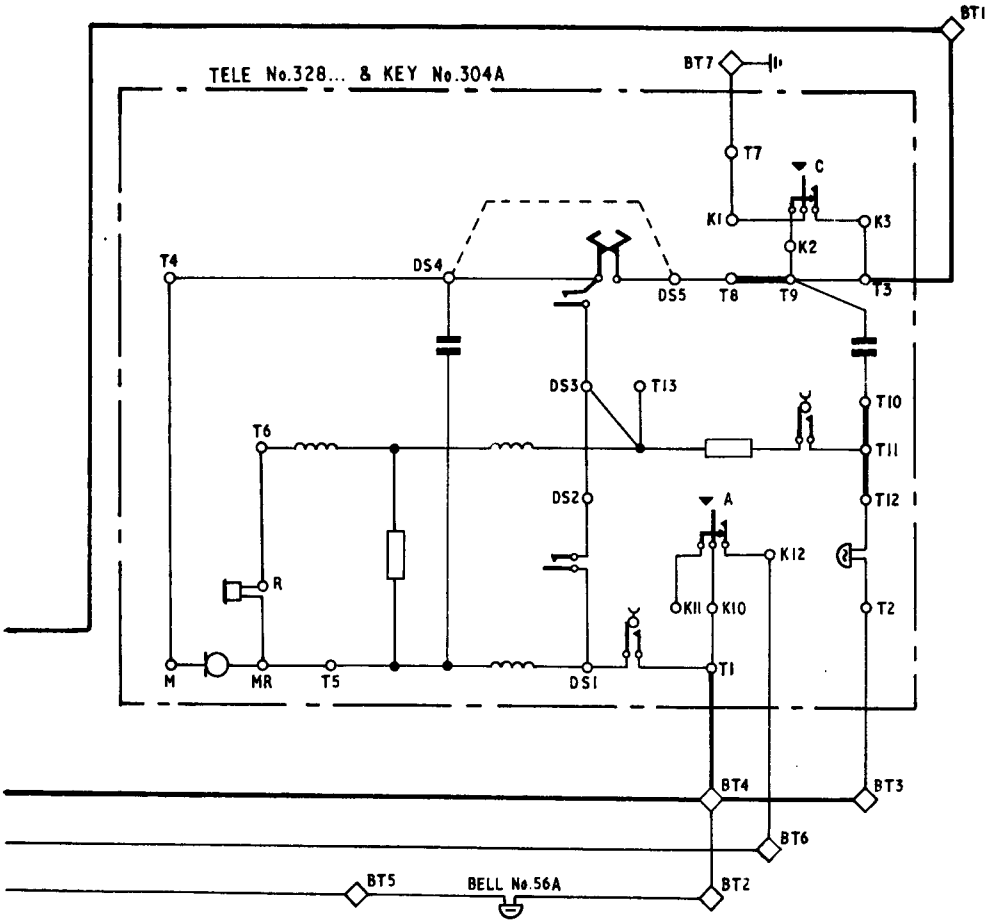 BT1
BT7
TELE No.328... & KEY No.304A
T7
C
K1
K3
K2
T4
DS4
DS5
T8
T9
T3
DS3
T13
T10
T6
T11
DS2
A
T12
K12
R
K11
K10
T2
M
MR
T5
DS1
T1
BT4
BT3
BT6
BT5
BELL No.56A
BT2